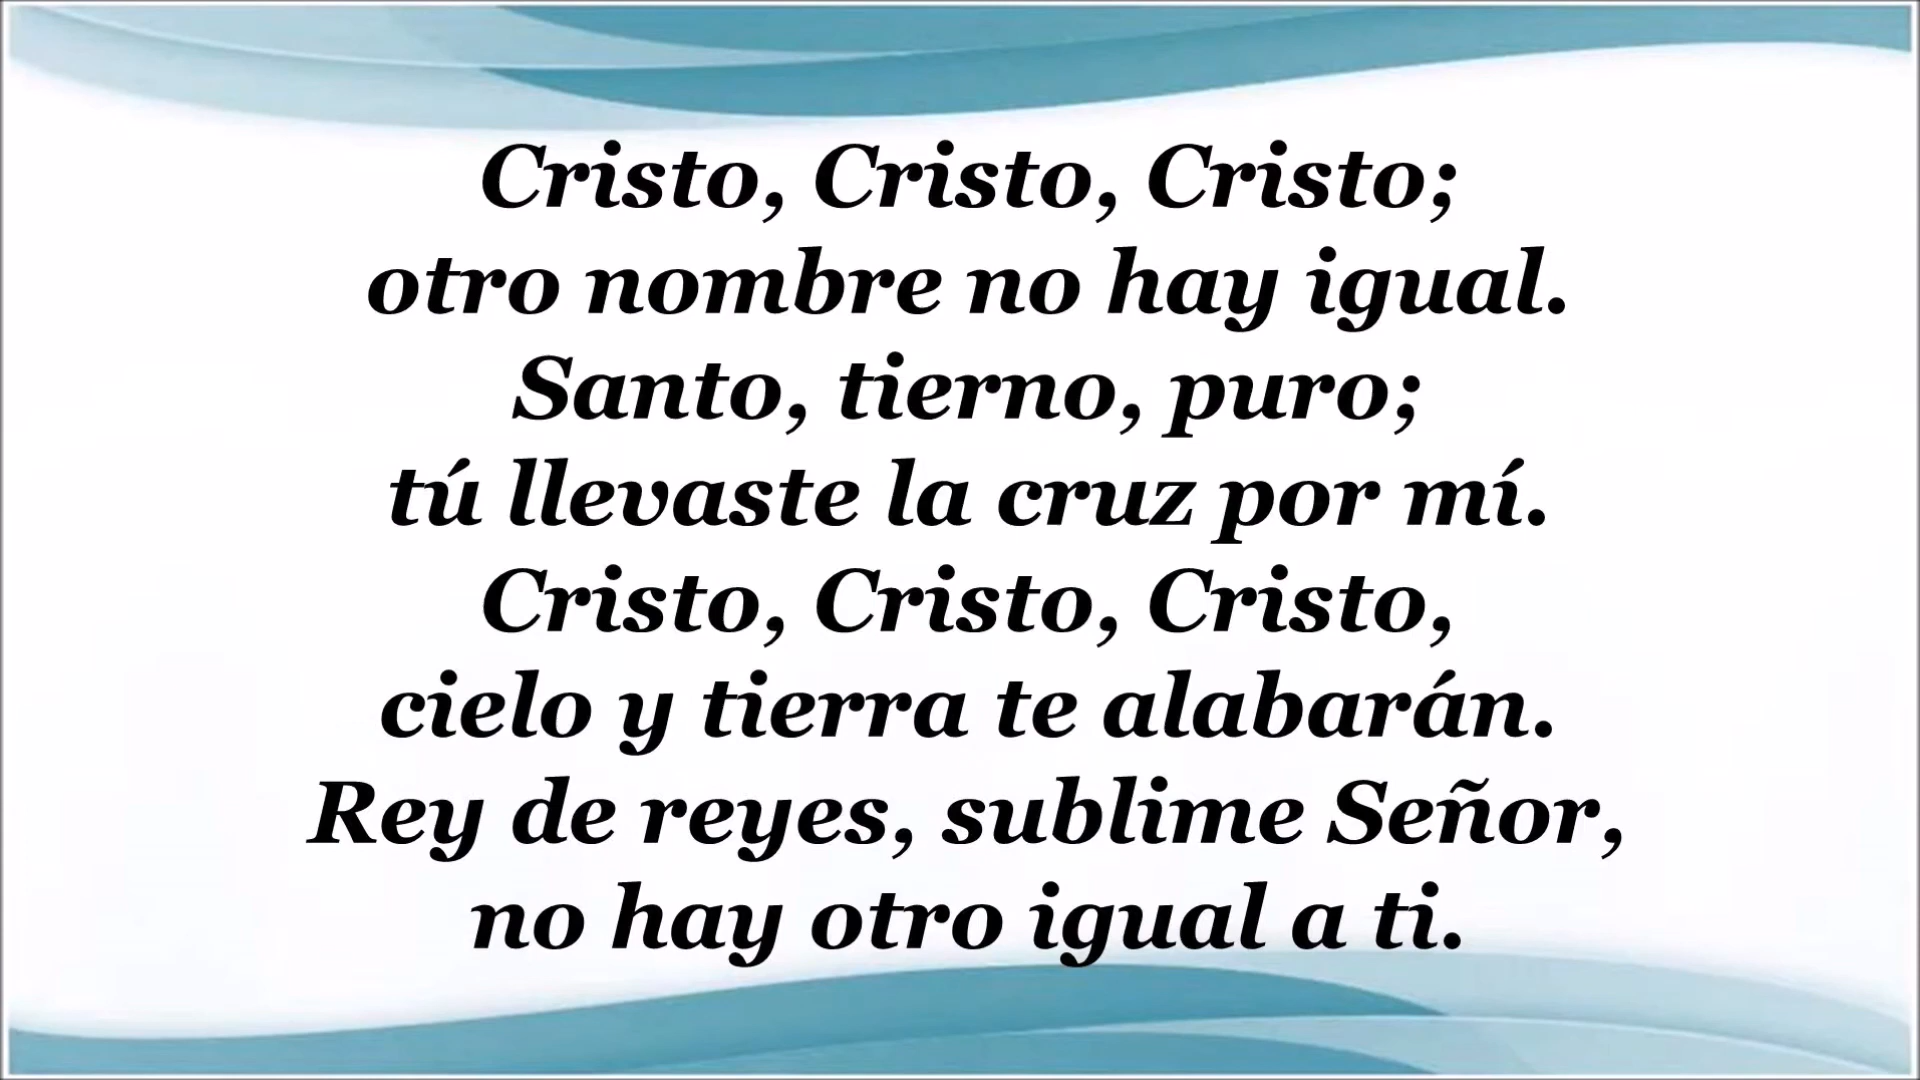 Cristo, Cristo, Cristo;
otro nombre no hay igual.
Santo, tierno, puro;
tú llevaste la cruz por mí.
Cristo, Cristo, Cristo,
cielo y tierra te alabarán.
Rey de reyes, sublime Señor,
no hay otro igual a ti.